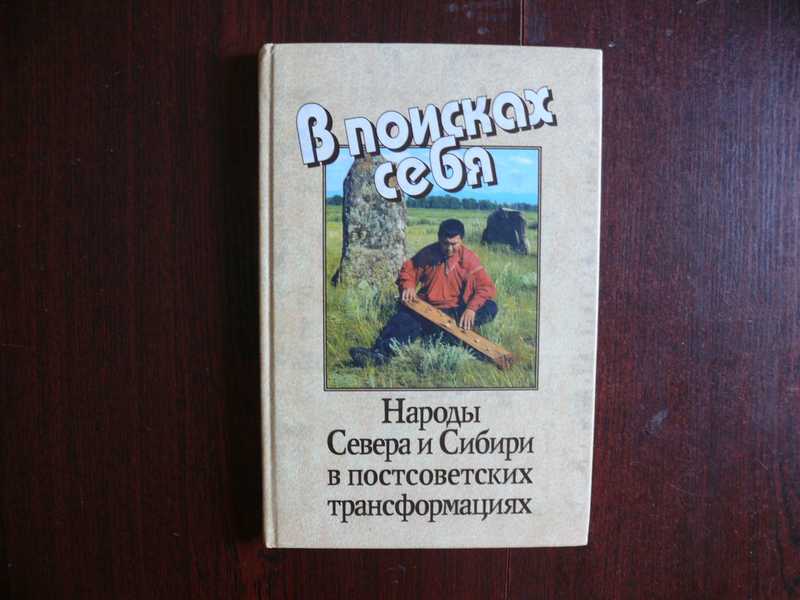 В поисках
себя
Народы
Севера и Сибири
в постсоветских
трансформациях